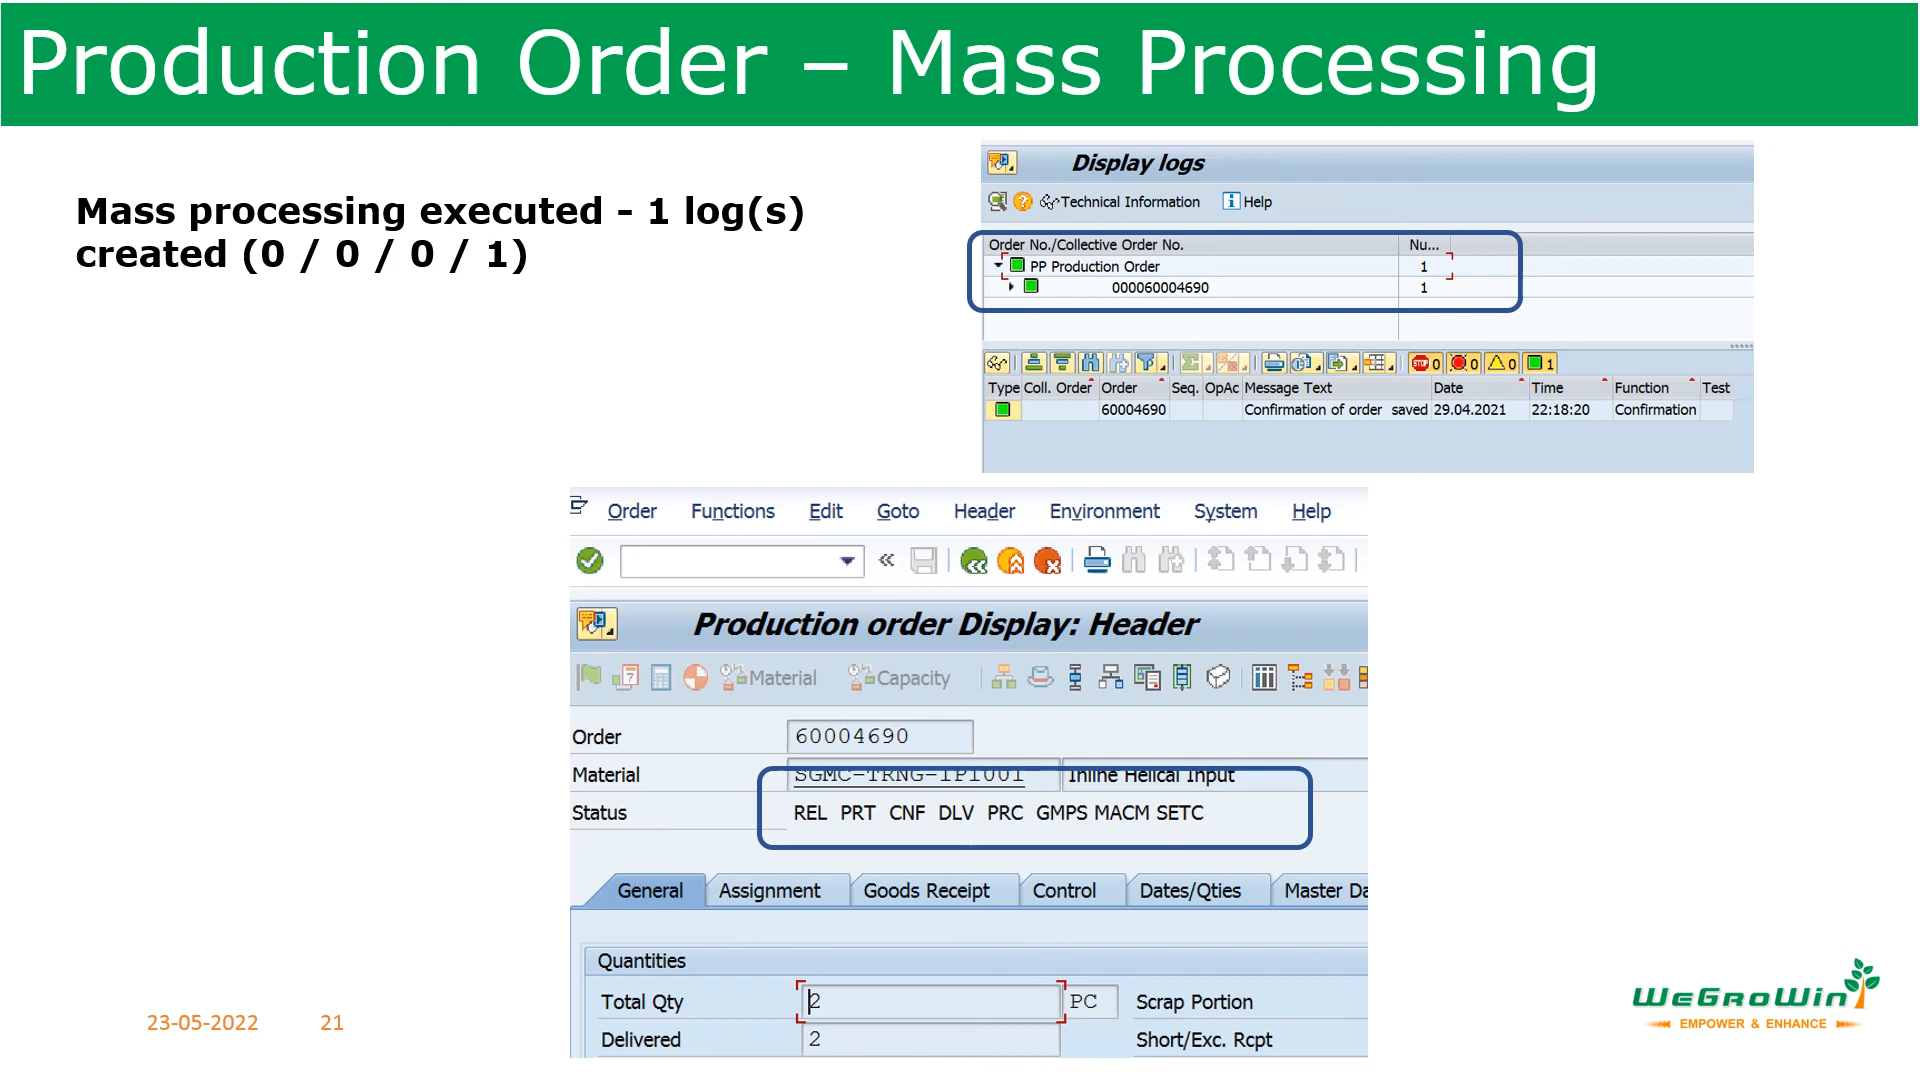 Production Order – Mass Processing
Mass processing executed - 1 log(s)
created (0 / 0 / 0 / 1)
Display logs
Technical Information Help
Order No./Collective Order No. Nu...
PP Production Order 1
000060004690 1
STOP 0 0 0 1
Type Coll. Order Order Seq. OpAc Message Text Date Time Function Test
60004690 Confirmation of order saved 29.04.2021 22:18:20 Confirmation
Order Functions Edit Goto Header Environment System Help
Production order Display: Header
Material Capacity
Order 60004690
Material SGMC-TRNG-IPI001 Inline Helical Input
Status REL PRT CNF DLV PRC GMPS MACM SETC
General Assignment Goods Receipt Control Dates/Qties Master Da
Quantities
Total Qty 2 PC Scrap Portion
Delivered 2 Short/Exc. Rcpt
23-05-2022 21
WEGROWIN
EMPOWER & ENHANCE